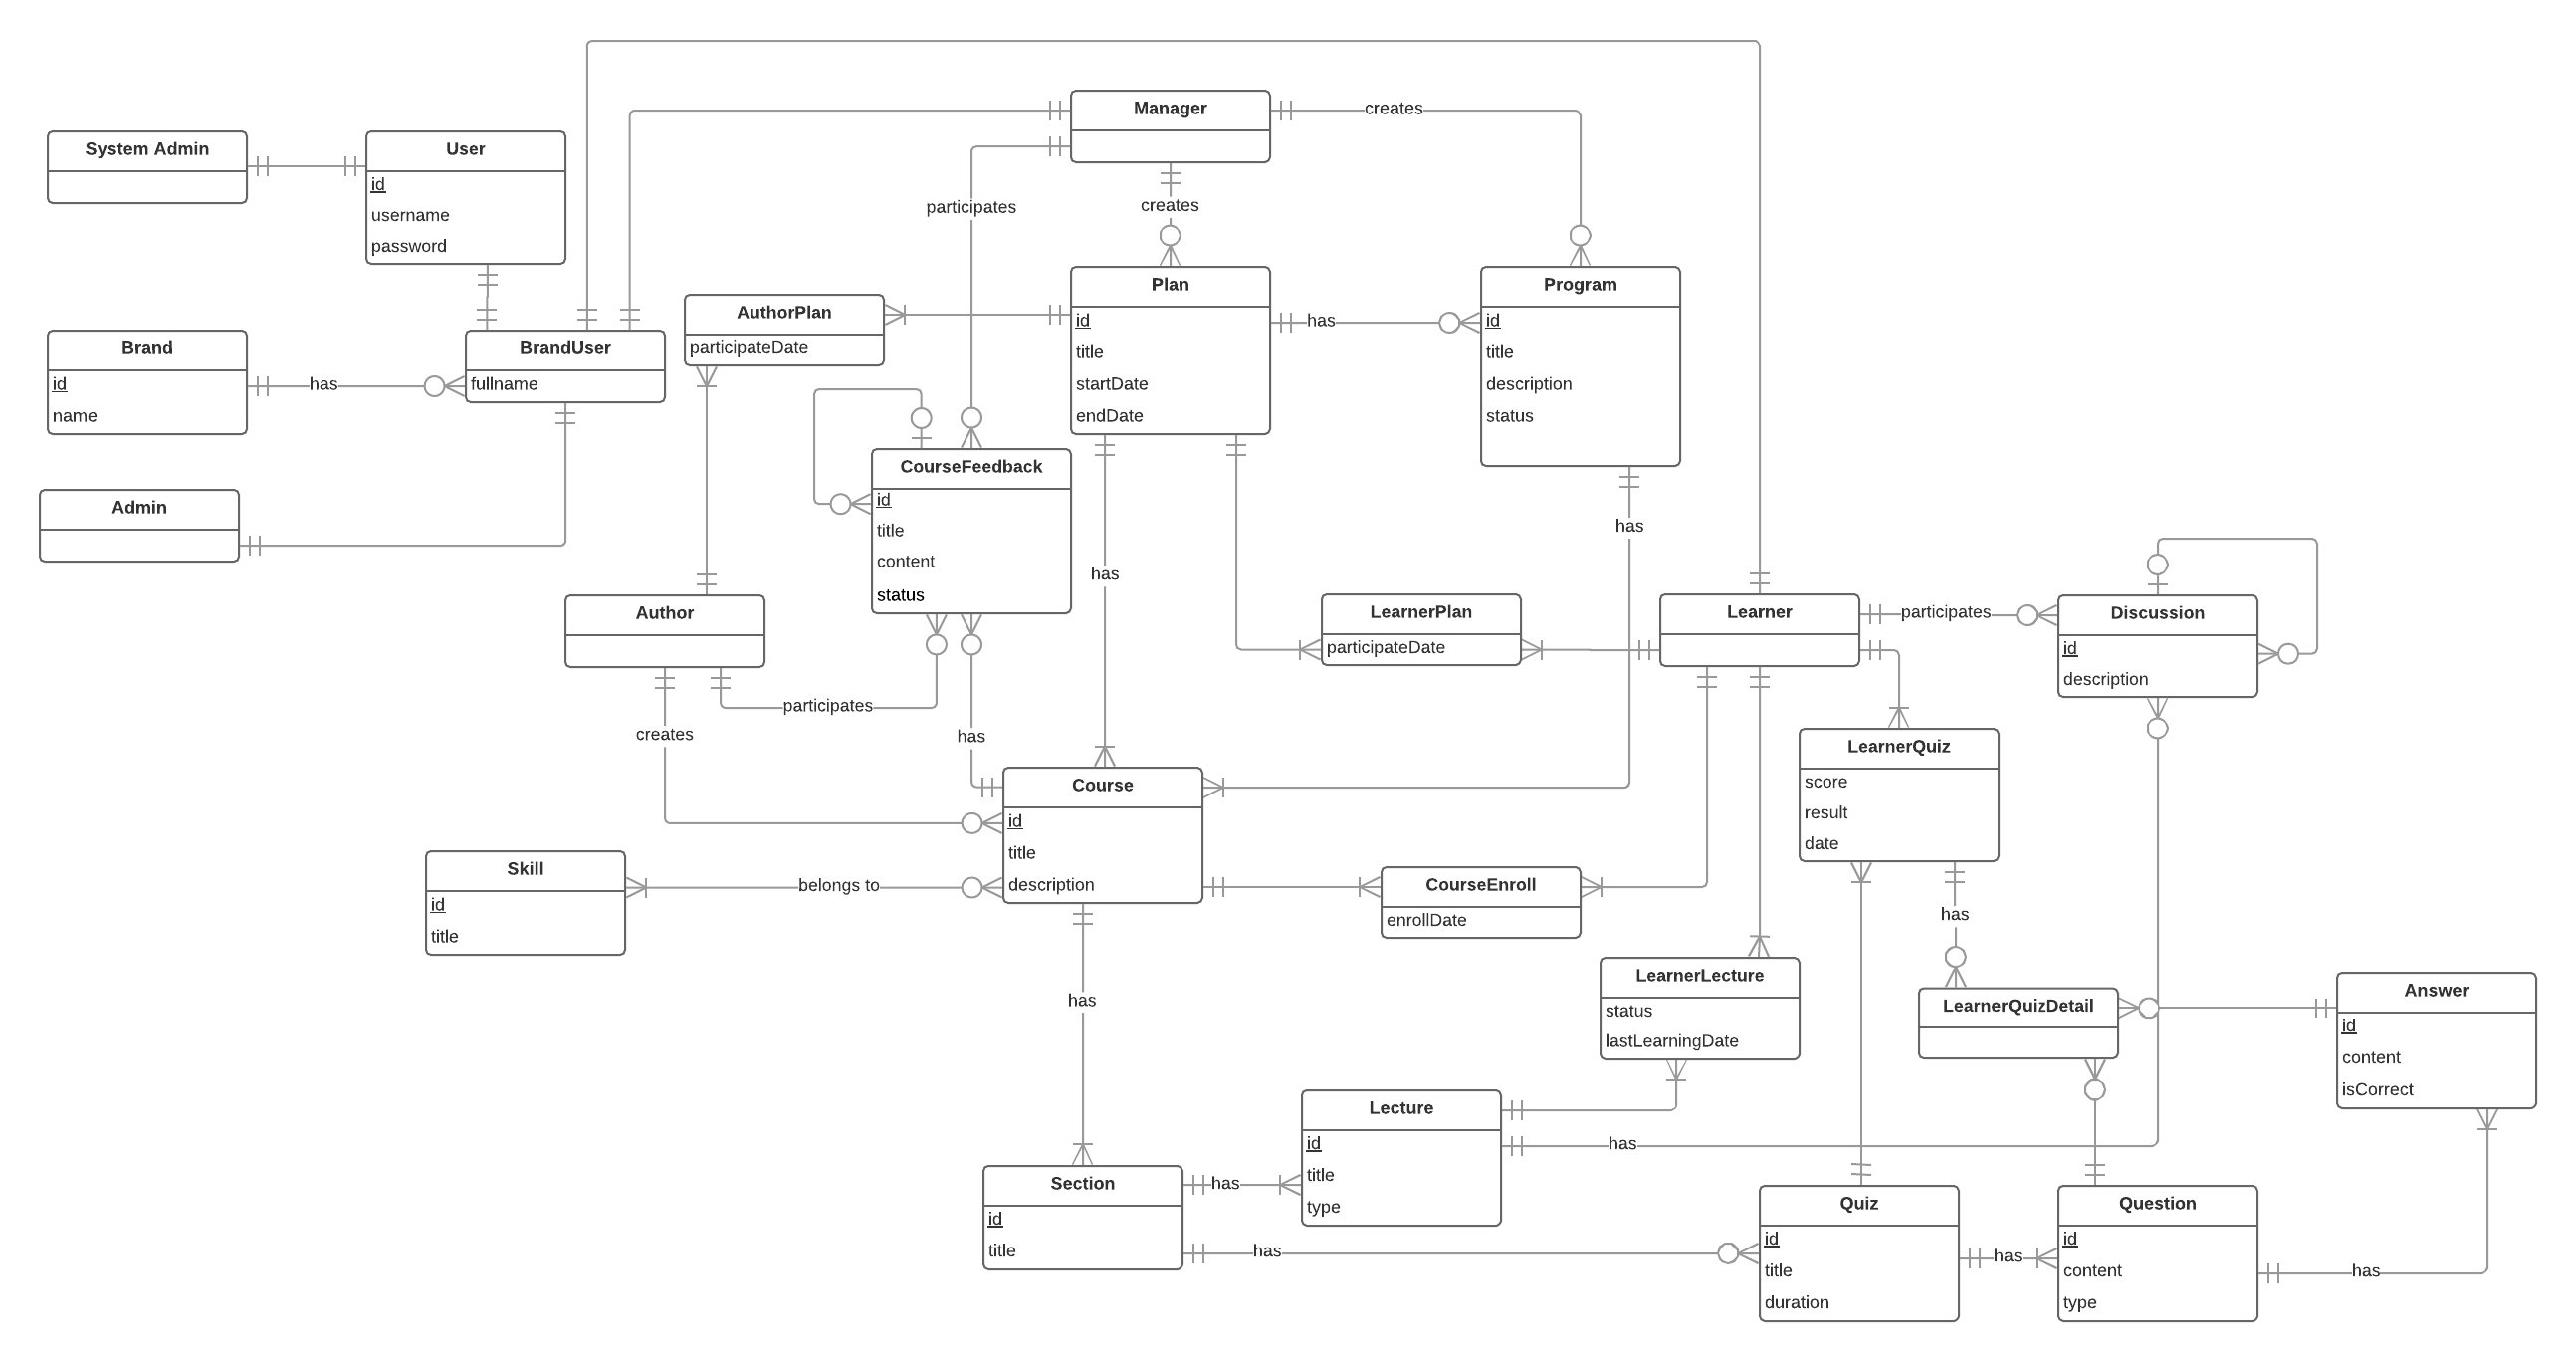 Manager
creates
System Admin
User
id
username
password
participates
creates
Plan
id
title
startDate
endDate
has
Program
id
title
description
status
AuthorPlan
participateDate
Brand
id
name
has
BrandUser
fullname
CourseFeedback
id
title
content
status
Admin
has
has
Author
LearnerPlan
participateDate
Learner
participates
Discussion
id
description
participates
creates
has
LearnerQuiz
score
result
date
Course
id
title
description
Skill
id
title
belongs to
CourseEnroll
enrollDate
has
has
LearnerLecture
status
lastLearningDate
LearnerQuizDetail
Answer
id
content
isCorrect
Lecture
id
title
type
has
Section
id
title
has
has
Quiz
id
title
duration
has
Question
id
content
type
has